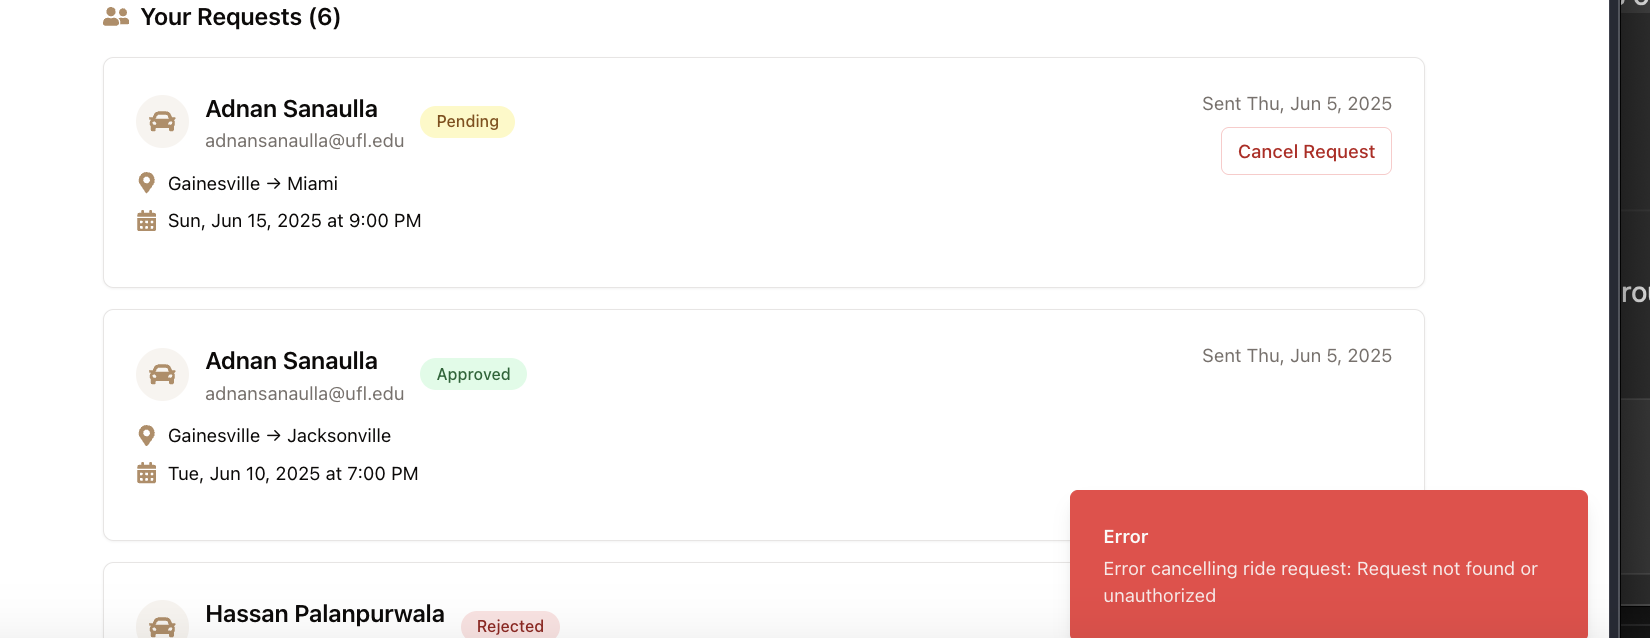 Your Requests (6)
Adnan Sanaulla
adnansanaulla@ufl.edu
Pending
Sent Thu, Jun 5, 2025
Cancel Request
Gainesville → Miami
Sun, Jun 15, 2025 at 9:00 PM
Adnan Sanaulla
adnansanaulla@ufl.edu
Approved
Sent Thu, Jun 5, 2025
Gainesville → Jacksonville
Tue, Jun 10, 2025 at 7:00 PM
Hassan Palanpurwala
Rejected
Error
Error cancelling ride request: Request not found or
unauthorized